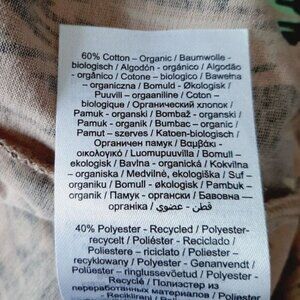 60% Cotton – Organic / Baumwolle -
biologisch / Algodón - orgánico / Algodão
- orgânico / Cotone – biologico / Bawełna
– organiczna / Bomuld - Økologisk /
Puuvill – orgaaniline / Coton –
biologique / Органический хлопок /
Pamuk - organski / Bombaž - organski
/ Pamuk - organik / Bumbac – organic /
Pamut – szerves / Katoen-biologisch /
Органичен памук / Βαμβάκι -
οικολογικό / Luomupuuvilla / Bomull –
ekologisk / Bavlna - organická / Kokvilna
– organiska / Medvilnė, ekologiška / Suf –
organiku / Bomull - økologisk / Pambuk –
organik / Памук - органски / Бавовна —
органіка / قطن - عضوي
40% Polyester - Recycled / Polyester-
recycelt / Poliéster - Reciclado /
Poliestere - riciclato / Poliester -
recyklowany / Polyester - Genanvendt /
Polüester – ringlussevõetud / Polyester -
Recyclé / Полиэстер из
переработанных материалов / Polyester